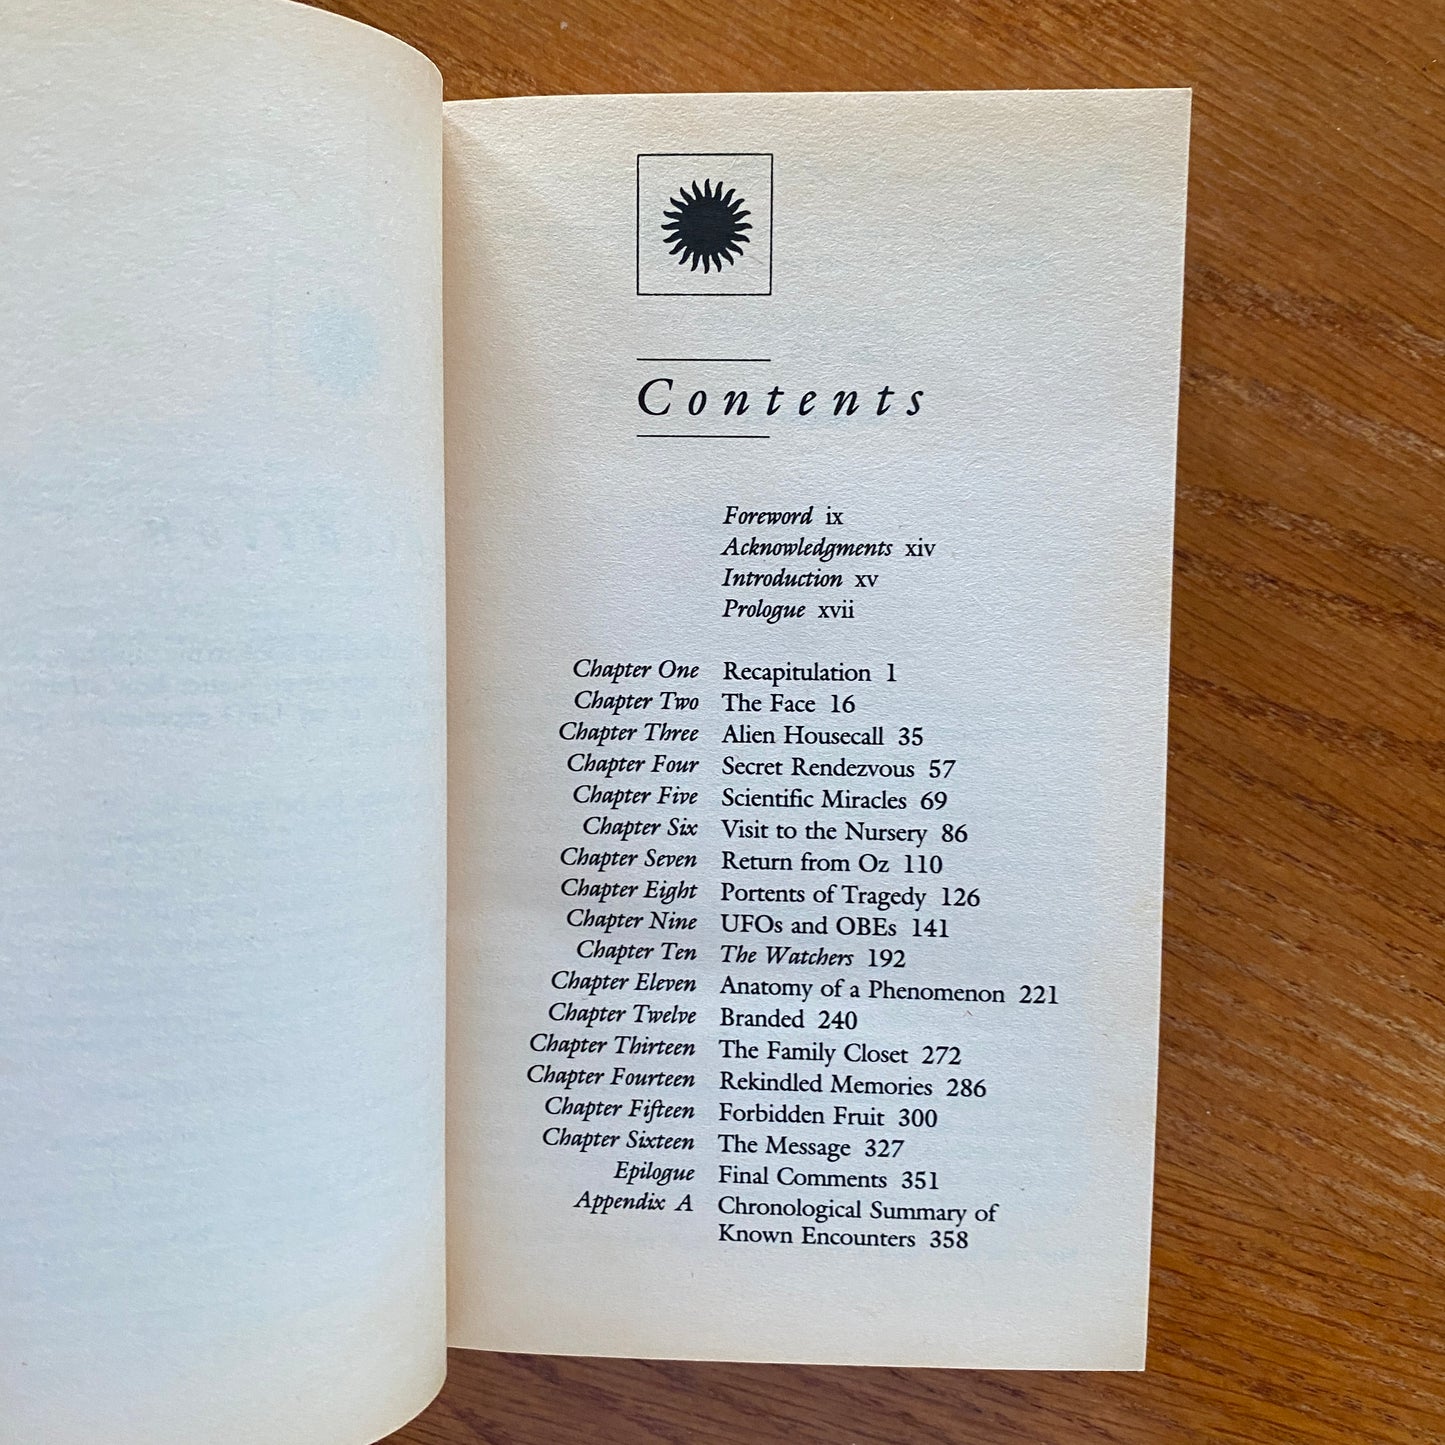 Contents
Foreword ix
Acknowledgments xiv
Introduction xv
Prologue xvii
Chapter One Recapitulation 1
Chapter Two The Face 16
Chapter Three Alien Housecall 35
Chapter Four Secret Rendezvous 57
Chapter Five Scientific Miracles 69
Chapter Six Visit to the Nursery 86
Chapter Seven Return from Oz 110
Chapter Eight Portents of Tragedy 126
Chapter Nine UFOs and OBEs 141
Chapter Ten The Watchers 192
Chapter Eleven Anatomy of a Phenomenon 221
Chapter Twelve Branded 240
Chapter Thirteen The Family Closet 272
Chapter Fourteen Rekindled Memories 286
Chapter Fifteen Forbidden Fruit 300
Chapter Sixteen The Message 327
Epilogue Final Comments 351
Appendix A Chronological Summary of
Known Encounters 358